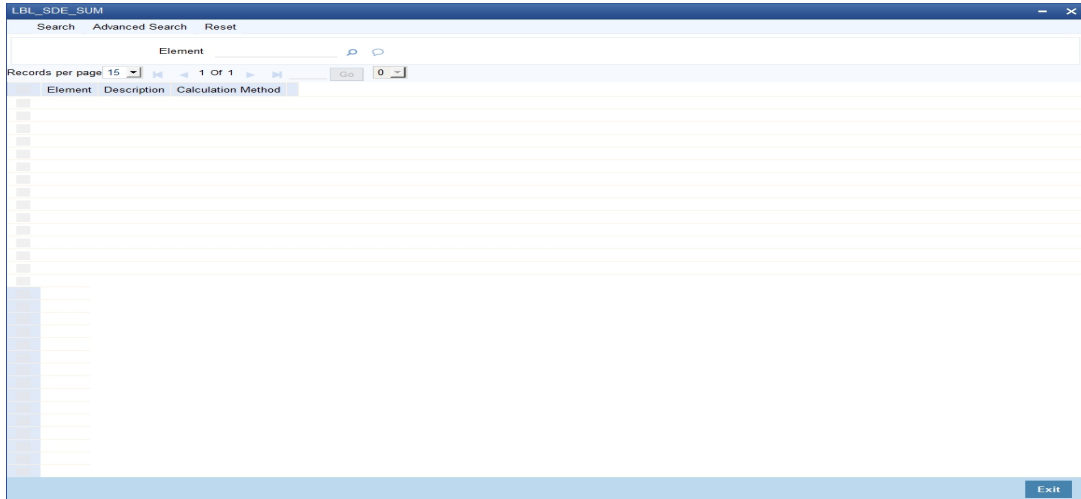 LBL_SDE_SUM
Search Advanced Search Reset
Element
Records per page 15 1 Of 1 Go 0
Element Description Calculation Method
Exit